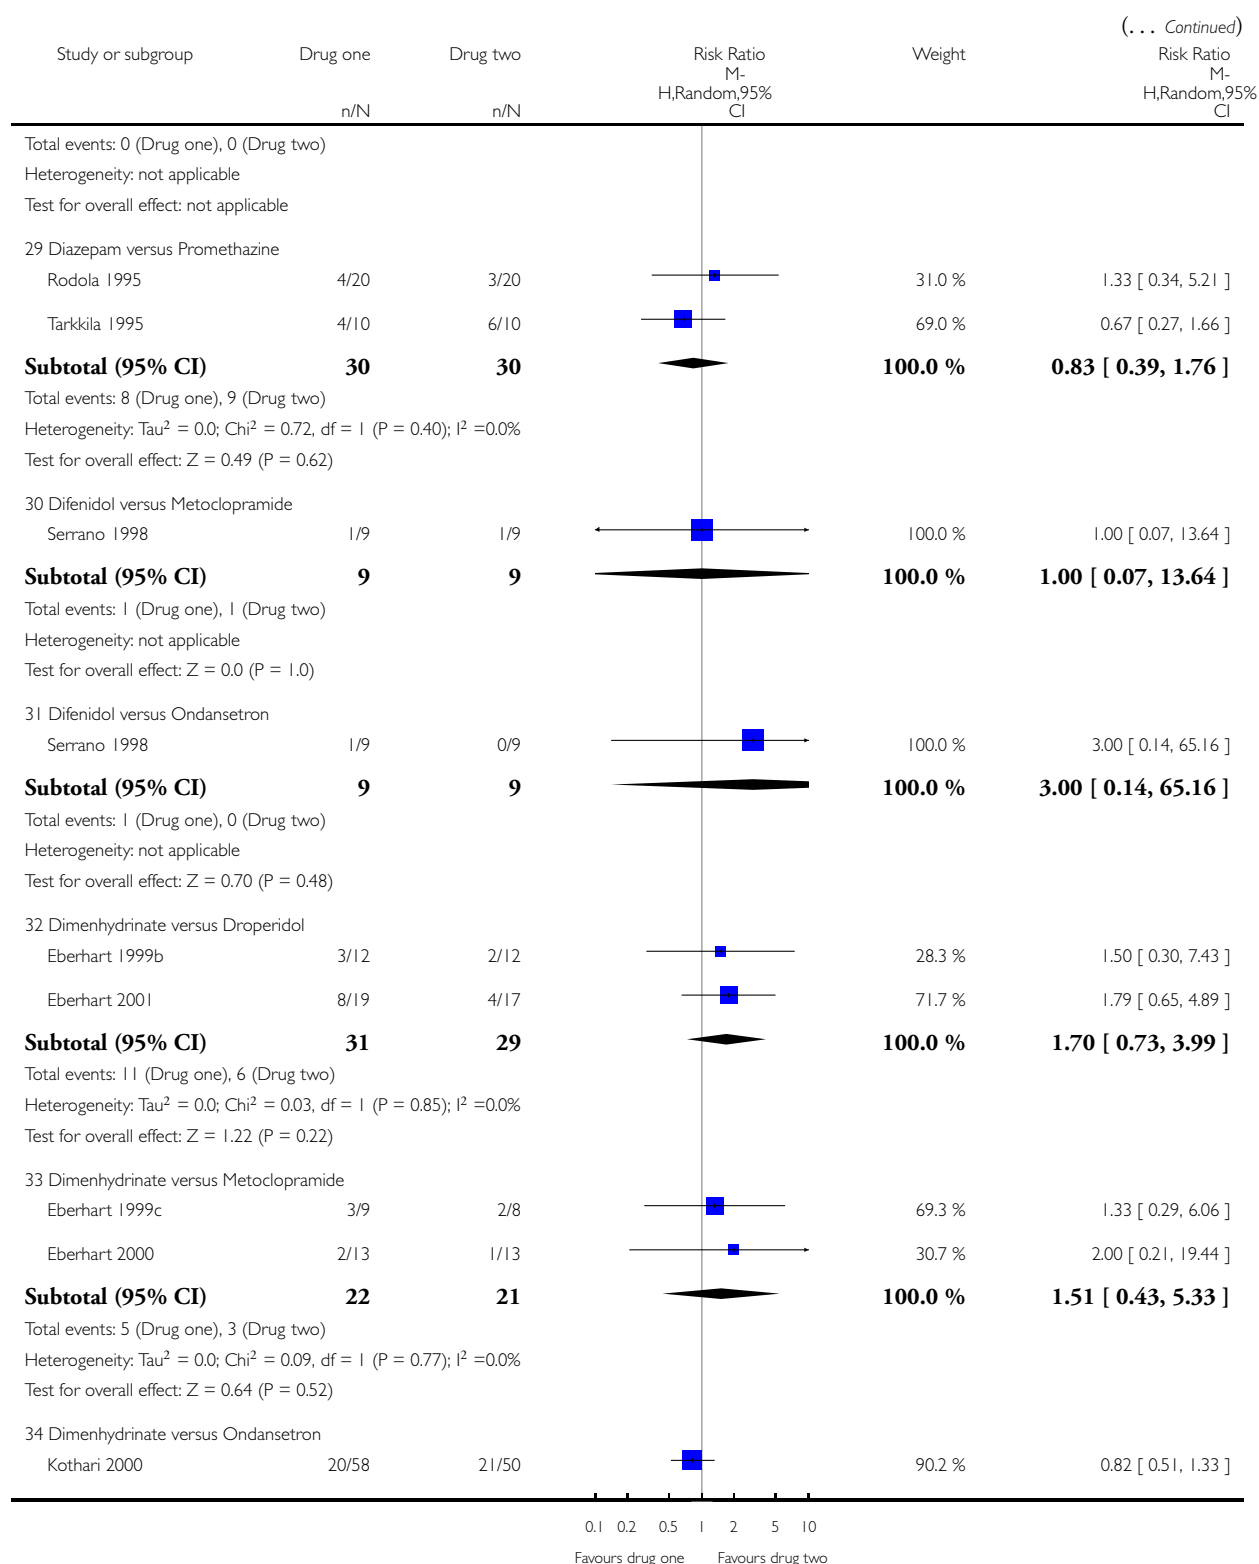 (... Continued)
Study or subgroup Drug one Drug two Risk Ratio Weight Risk Ratio
M- M-
H,Random,95% H,Random,95%
n/N n/N CI CI
Total events: 0 (Drug one), 0 (Drug two)
Heterogeneity: not applicable
Test for overall effect: not applicable
29 Diazepam versus Promethazine
Rodola 1995 4/20 3/20 31.0 % 1.33 [ 0.34, 5.21 ]
Tarkkila 1995 4/10 6/10 69.0 % 0.67 [ 0.27, 1.66 ]
Subtotal (95% CI) 30 30 100.0 % 0.83 [ 0.39, 1.76 ]
Total events: 8 (Drug one), 9 (Drug two)
Heterogeneity: Tau² = 0.0; Chi² = 0.72, df = 1 (P = 0.40); I² =0.0%
Test for overall effect: Z = 0.49 (P = 0.62)
30 Difenidol versus Metoclopramide
Serrano 1998 1/9 1/9 100.0 % 1.00 [ 0.07, 13.64 ]
Subtotal (95% CI) 9 9 100.0 % 1.00 [ 0.07, 13.64 ]
Total events: 1 (Drug one), 1 (Drug two)
Heterogeneity: not applicable
Test for overall effect: Z = 0.0 (P = 1.0)
31 Difenidol versus Ondansetron
Serrano 1998 1/9 0/9 100.0 % 3.00 [ 0.14, 65.16 ]
Subtotal (95% CI) 9 9 100.0 % 3.00 [ 0.14, 65.16 ]
Total events: 1 (Drug one), 0 (Drug two)
Heterogeneity: not applicable
Test for overall effect: Z = 0.70 (P = 0.48)
32 Dimenhydrinate versus Droperidol
Eberhart 1999b 3/12 2/12 28.3 % 1.50 [ 0.30, 7.43 ]
Eberhart 2001 8/19 4/17 71.7 % 1.79 [ 0.65, 4.89 ]
Subtotal (95% CI) 31 29 100.0 % 1.70 [ 0.73, 3.99 ]
Total events: 11 (Drug one), 6 (Drug two)
Heterogeneity: Tau² = 0.0; Chi² = 0.03, df = 1 (P = 0.85); I² =0.0%
Test for overall effect: Z = 1.22 (P = 0.22)
33 Dimenhydrinate versus Metoclopramide
Eberhart 1999c 3/9 2/8 69.3 % 1.33 [ 0.29, 6.06 ]
Eberhart 2000 2/13 1/13 30.7 % 2.00 [ 0.21, 19.44 ]
Subtotal (95% CI) 22 21 100.0 % 1.51 [ 0.43, 5.33 ]
Total events: 5 (Drug one), 3 (Drug two)
Heterogeneity: Tau² = 0.0; Chi² = 0.09, df = 1 (P = 0.77); I² =0.0%
Test for overall effect: Z = 0.64 (P = 0.52)
34 Dimenhydrinate versus Ondansetron
Kothari 2000 20/58 21/50 90.2 % 0.82 [ 0.51, 1.33 ]
0.1 0.2 0.5 1 2 5 10
Favours drug one Favours drug two